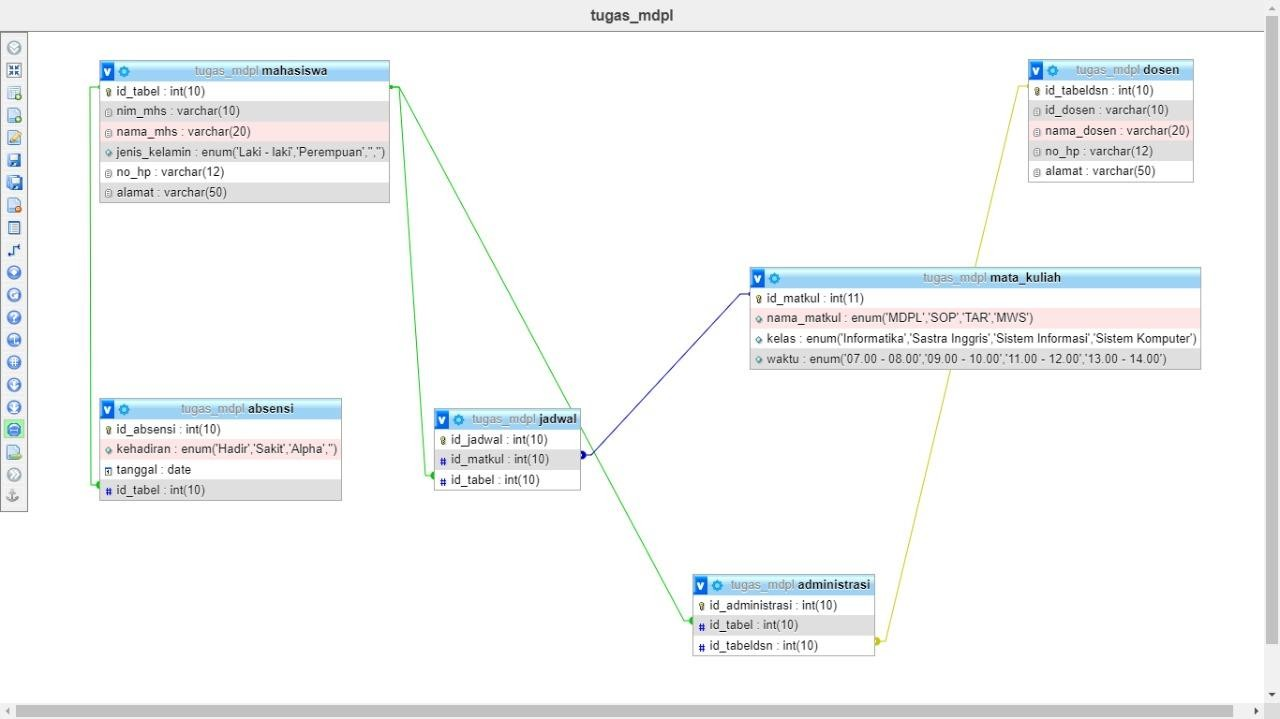 tugas_mdpl
tugas_mdpl mahasiswa
id_tabel : int(10)
nim_mhs : varchar(10)
nama_mhs : varchar(20)
jenis_kelamin : enum('Laki - laki','Perempuan','','')
no_hp : varchar(12)
alamat : varchar(50)
tugas_mdpl dosen
id_tabeldsn : int(10)
id_dosen : varchar(10)
nama_dosen : varchar(20)
no_hp : varchar(12)
alamat : varchar(50)
tugas_mdpl mata_kuliah
id_matkul : int(11)
nama_matkul : enum('MDPL','SOP','TAR','MWS')
kelas : enum('Informatika','Sastra Inggris','Sistem Informasi','Sistem Komputer')
waktu : enum('07.00 - 08.00','09.00 - 10.00','11.00 - 12.00','13.00 - 14.00')
tugas_mdpl absensi
id_absensi : int(10)
kehadiran : enum('Hadir','Sakit','Alpha','')
tanggal : date
# id_tabel : int(10)
tugas_mdpl jadwal
id_jadwal : int(10)
# id_matkul : int(10)
# id_tabel : int(10)
tugas_mdpl administrasi
id_administrasi : int(10)
# id_tabel : int(10)
# id_tabeldsn : int(10)